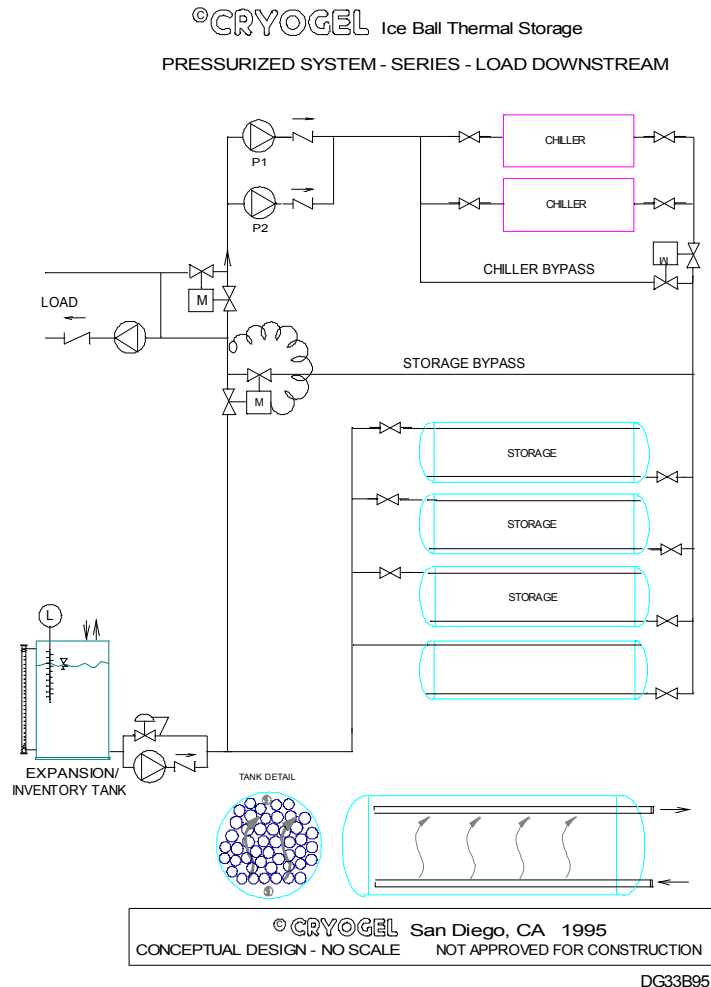 ©CRYOGEL Ice Ball Thermal Storage
PRESSURIZED SYSTEM - SERIES - LOAD DOWNSTREAM
P1
CHILLER
P2
CHILLER
M
CHILLER BYPASS
M
LOAD
STORAGE BYPASS
M
STORAGE
STORAGE
STORAGE
L
EXPANSION/
INVENTORY TANK
TANK DETAIL
©CRYOGEL San Diego, CA 1995
CONCEPTUAL DESIGN - NO SCALE NOT APPROVED FOR CONSTRUCTION
DG33B95